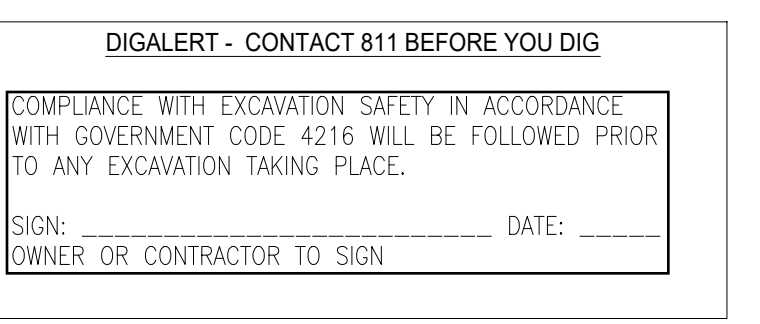 DIGALERT - CONTACT 811 BEFORE YOU DIG
COMPLIANCE WITH EXCAVATION SAFETY IN ACCORDANCE
WITH GOVERNMENT CODE 4216 WILL BE FOLLOWED PRIOR
TO ANY EXCAVATION TAKING PLACE.
SIGN: _________________________ DATE: _____
OWNER OR CONTRACTOR TO SIGN